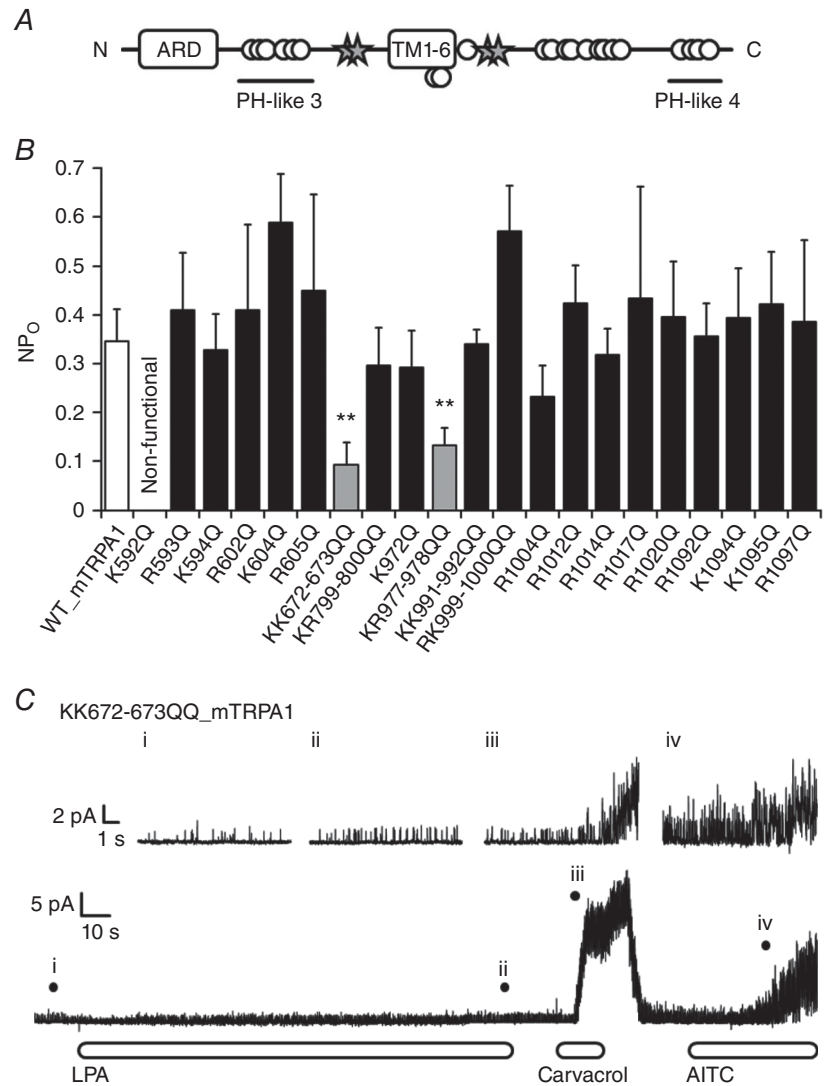 A
N ARD TM1-6 C
PH-like 3 PH-like 4
B
NPO
0.7
0.6
0.5
0.4
0.3
0.2
0.1
0
Non-functional
**
**
WT_mTRPA1
K592Q
R593Q
K594Q
R602Q
K604Q
R605Q
KK672-673QQ
KR799-800QQ
K972Q
KR977-978QQ
KK991-992QQ
RK999-1000QQ
R1004Q
R1012Q
R1014Q
R1017Q
R1020Q
R1092Q
K1094Q
K1095Q
R1097Q
C
KK672-673QQ_mTRPA1
i ii iii iv
2 pA
1 s
5 pA
10 s
i ii iii iv
LPA Carvacrol AITC